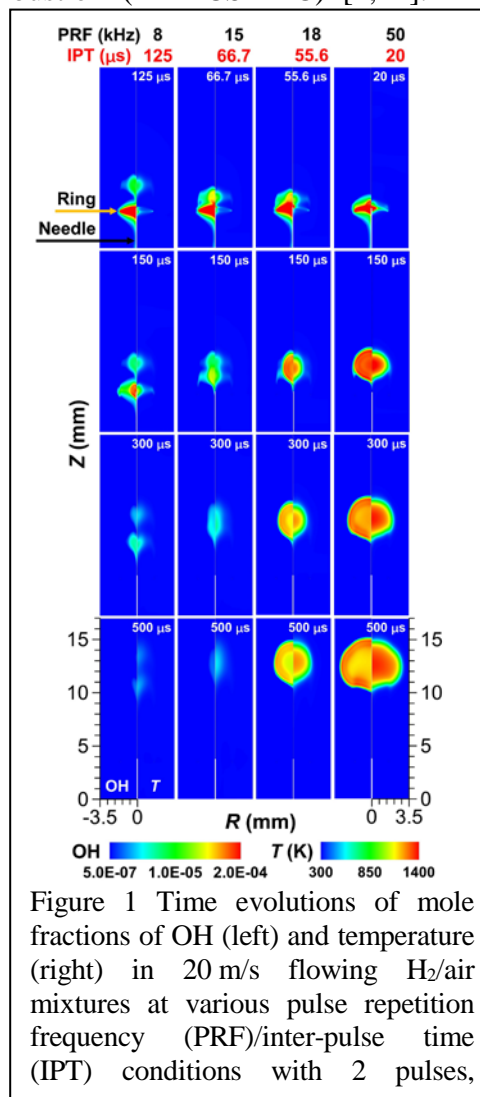 PRF (kHz) 8 15 18 50
IPT (μs) 125 66.7 55.6 20
125 μs 66.7 μs 55.6 μs 20 μs
Ring
Needle
150 μs 150 μs 150 μs 150 μs
Z (mm)
300 μs 300 μs 300 μs 300 μs
500 μs 500 μs 500 μs 500 μs
15 15
10 10
5 5
OH T
0 0
-3.5 0 R (mm) 0 3.5
OH T (K)
5.0E-07 1.0E-05 2.0E-04 300 850 1400
Figure 1 Time evolutions of mole
fractions of OH (left) and temperature
(right) in 20 m/s flowing H₂/air
mixtures at various pulse repetition
frequency (PRF)/inter-pulse time
(IPT) conditions with 2 pulses,